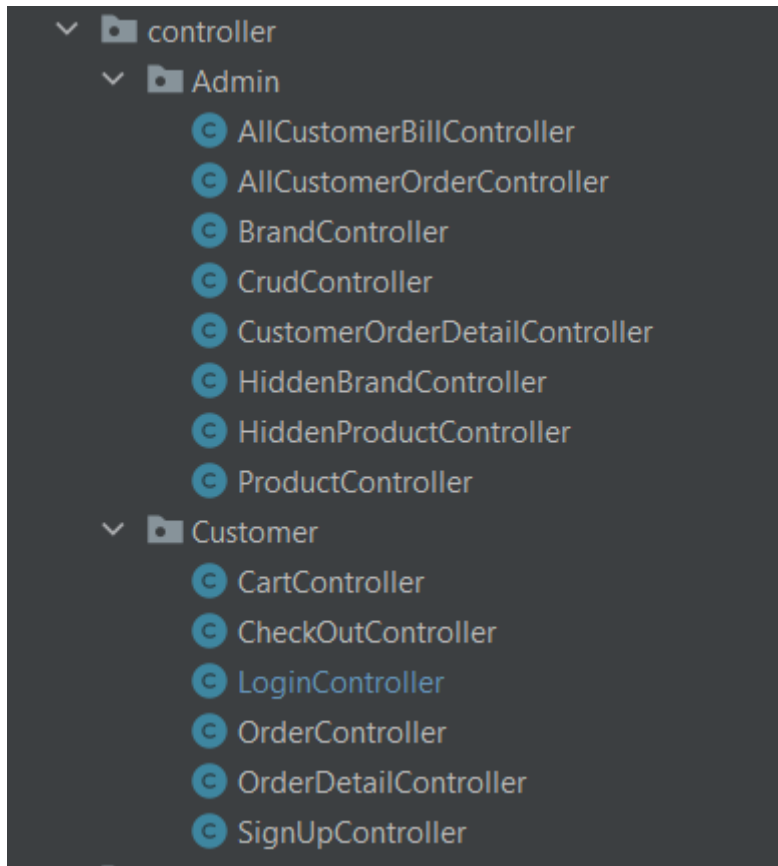 controller
Admin
C AllCustomerBillController
C AllCustomerOrderController
C BrandController
C CrudController
C CustomerOrderDetailController
C HiddenBrandController
C HiddenProductController
C ProductController
Customer
C CartController
C CheckOutController
C LoginController
C OrderController
C OrderDetailController
C SignUpController